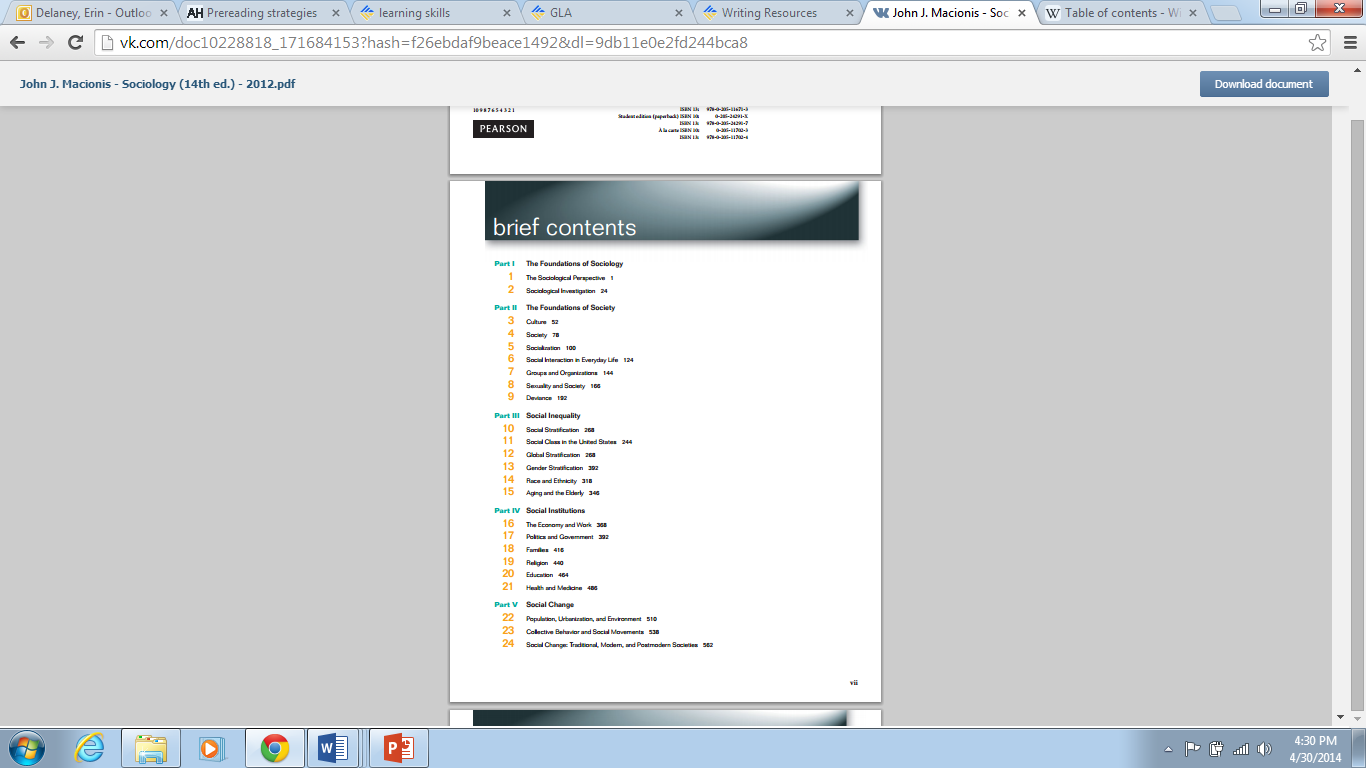 Delaney, Erin - Outloo
Prereading strategies
learning skills
GLA
Writing Resources
John J. Macionis - Soc
Table of contents - Wi
vk.com/doc10228818_171684153?hash=f26ebdaf9beace1492&dl=9db11e0e2fd244bca8
John J. Macionis - Sociology (14th ed.) - 2012.pdf
Download document
10 9 8 7 6 5 4 3 2 1
PEARSON
ISBN 13: 978-0-205-11671-3
Student edition (paperback) ISBN 10: 0-205-24291-X
ISBN 13: 978-0-205-24291-7
À la carte ISBN 10: 0-205-11702-3
ISBN 13: 978-0-205-11702-4
brief contents
Part I The Foundations of Sociology
1 The Sociological Perspective 1
2 Sociological Investigation 24
Part II The Foundations of Society
3 Culture 52
4 Society 78
5 Socialization 100
6 Social Interaction in Everyday Life 124
7 Groups and Organizations 144
8 Sexuality and Society 166
9 Deviance 192
Part III Social Inequality
10 Social Stratification 268
11 Social Class in the United States 244
12 Global Stratification 268
13 Gender Stratification 392
14 Race and Ethnicity 318
15 Aging and the Elderly 346
Part IV Social Institutions
16 The Economy and Work 368
17 Politics and Government 392
18 Families 416
19 Religion 440
20 Education 464
21 Health and Medicine 486
Part V Social Change
22 Population, Urbanization, and Environment 510
23 Collective Behavior and Social Movements 538
24 Social Change: Traditional, Modern, and Postmodern Societies 562
vii
4:30 PM
4/30/2014